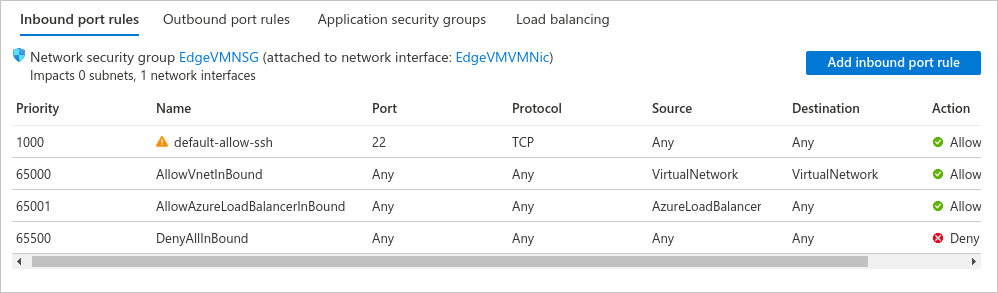 Inbound port rules Outbound port rules Application security groups Load balancing
Network security group EdgeVMNSG (attached to network interface: EdgeVMVMNic)
Impacts 0 subnets, 1 network interfaces
Add inbound port rule
Priority Name Port Protocol Source Destination Action
1000 default-allow-ssh 22 TCP Any Any Allow
65000 AllowVnetInBound Any Any VirtualNetwork VirtualNetwork Allow
65001 AllowAzureLoadBalancerInBound Any Any AzureLoadBalancer Any Allow
65500 DenyAllInBound Any Any Any Any Deny